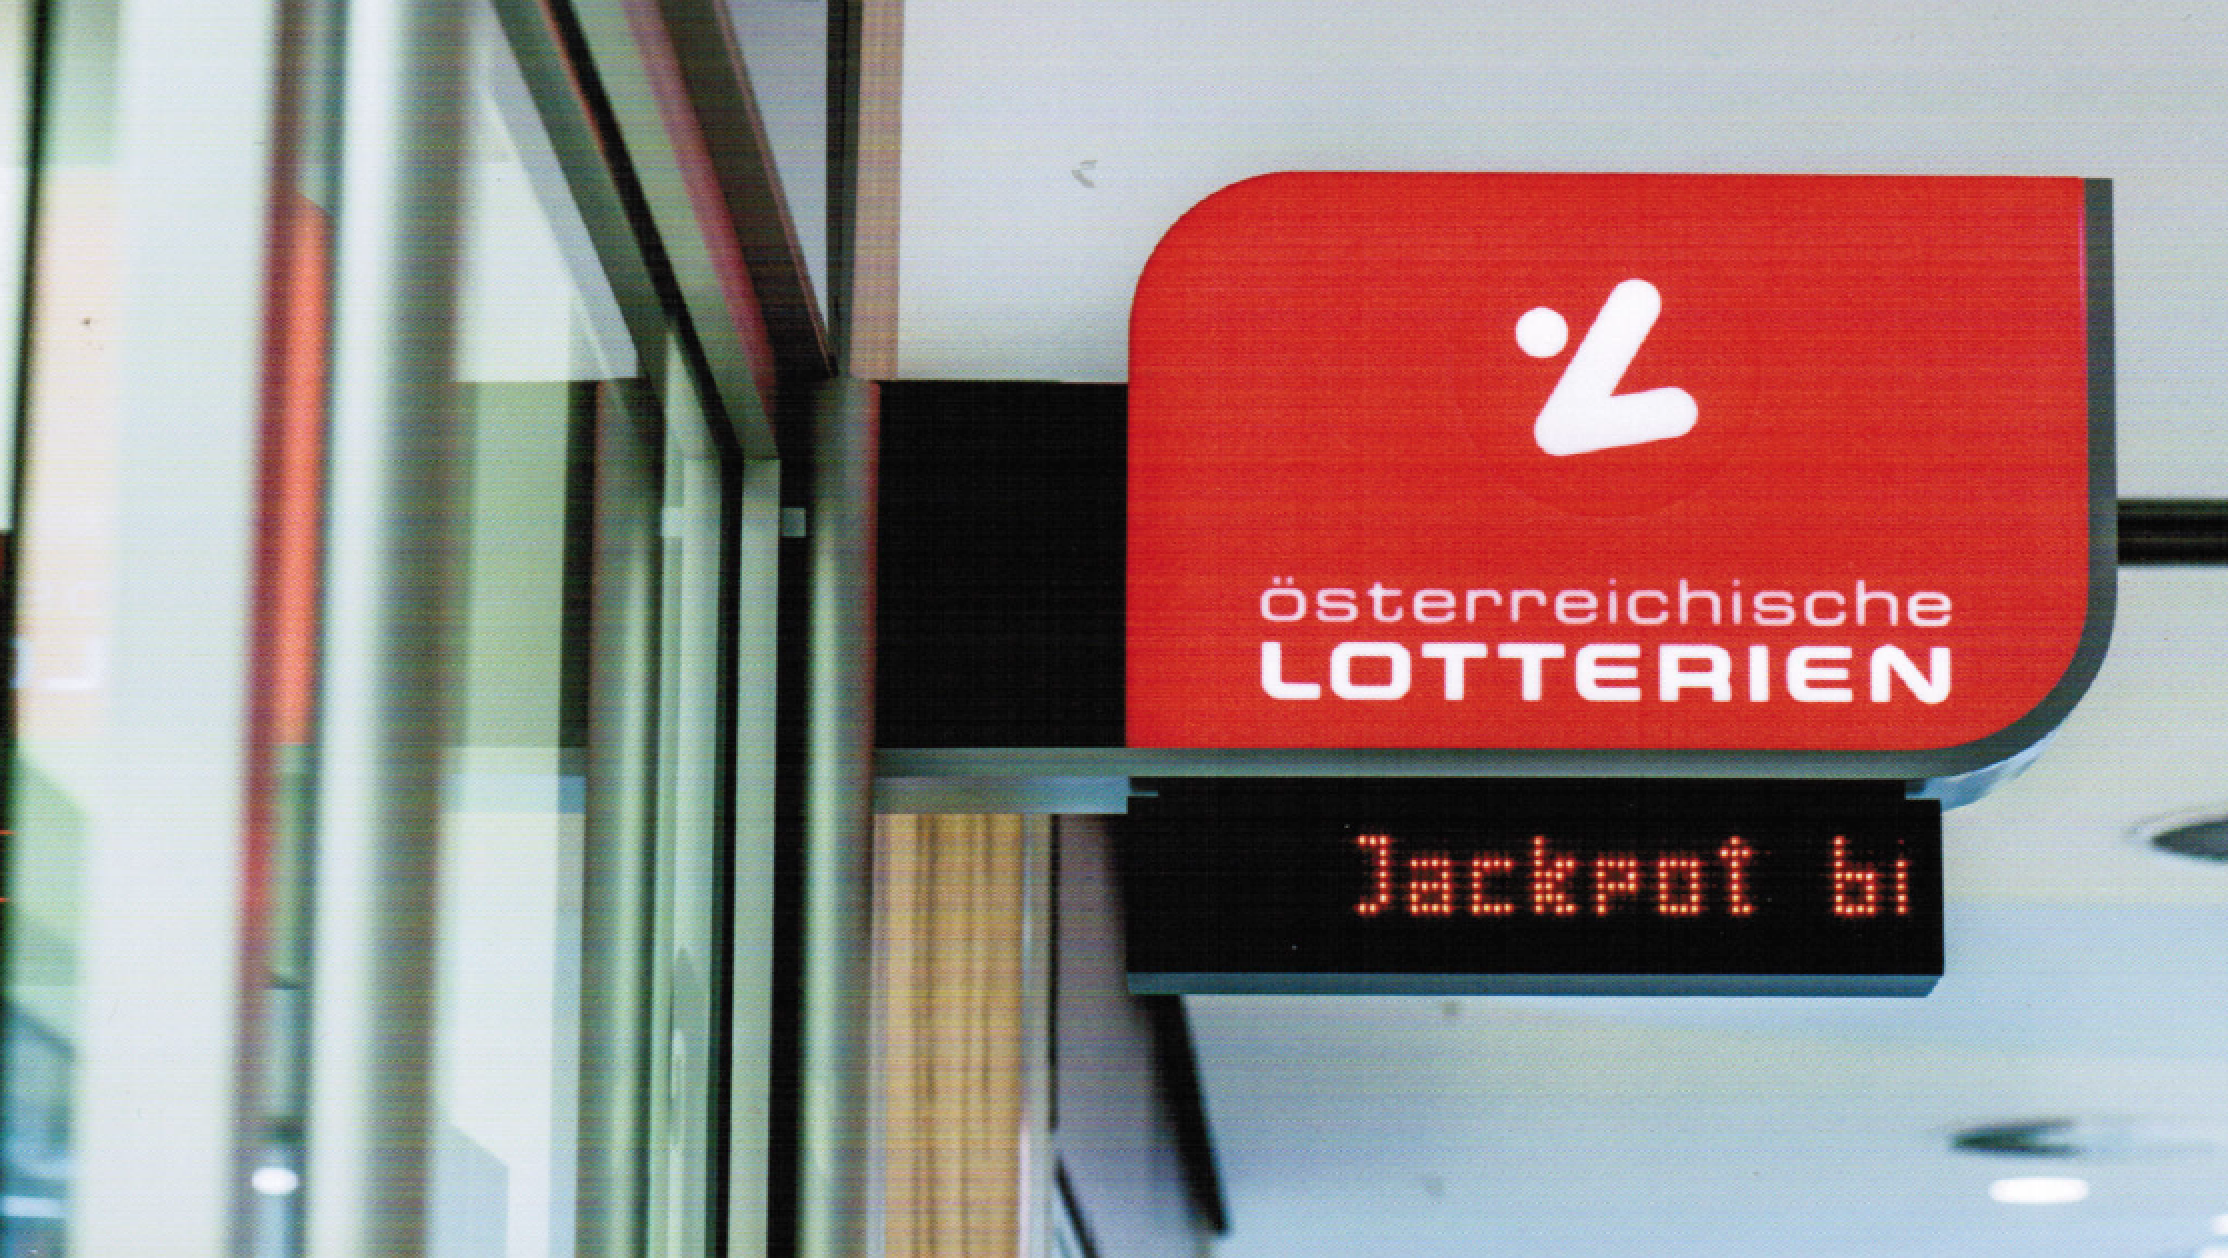 österreichische
LOTTERIEN
Jackpot bi